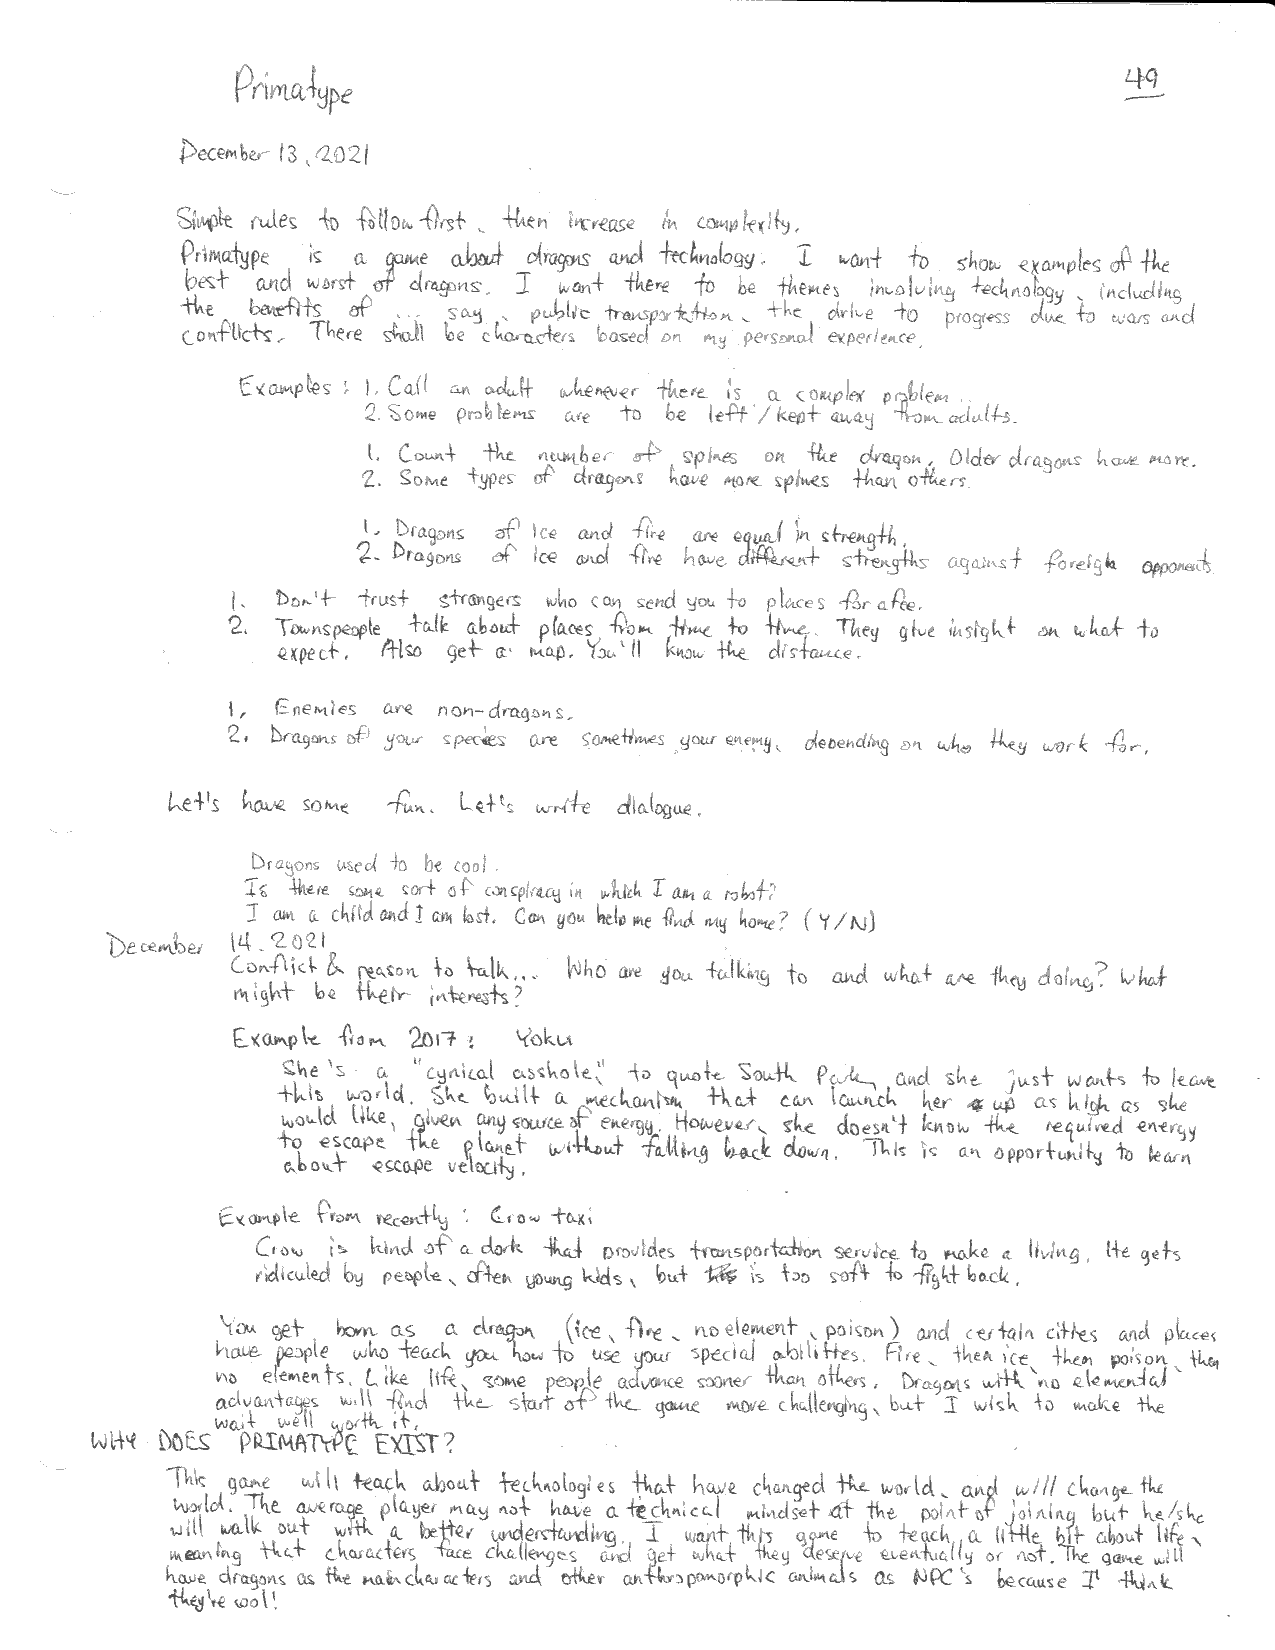 Primatype
49
December 13, 2021
Simple rules to follow first, then increase in complexity.
Primatype is a game about dragons and technology. I want to show examples of the
best and worst of dragons. I want there to be themes involving technology, including
the benefits of ... say, public transportation, the drive to progress due to wars and
conflicts. There shall be characters based on my personal experience.
Examples: 1. Call an adult whenever there is a complex problem.
2. Some problems are to be left / kept away from adults.
1. Count the number of spines on the dragon, Older dragons have more.
2. Some types of dragons have more spines than others.
1. Dragons of ice and fire are equal in strength.
2. Dragons of ice and fire have different strengths against foreign opponents.
1. Don't trust strangers who can send you to places for a fee.
2. Townspeople talk about places from time to time. They give insight on what to
expect. Also get a map. You'll know the distance.
1. Enemies are non-dragons.
2. Dragons of your species are sometimes your enemy, depending on who they work for.
Let's have some fun. Let's write dialogue.
Dragons used to be cool.
Is there some sort of conspiracy in which I am a robot?
I am a child and I am lost. Can you help me find my home? (Y/N)
December 14, 2021
Conflict & reason to talk... Who are you talking to and what are they doing? What
might be their interests?
Example from 2017: Yoku
She's a "cynical asshole," to quote South Park, and she just wants to leave
this world. She built a mechanism that can launch her up as high as she
would like, given any source of energy. However, she doesn't know the required energy
to escape the planet without falling back down. This is an opportunity to learn
about escape velocity.
Example from recently: Crow taxi
Crow is kind of a dork that provides transportation service to make a living. He gets
ridiculed by people, often young kids, but is too soft to fight back.
You get born as a dragon (ice, fire, no element, poison) and certain cities and places
have people who teach you how to use your special abilities. Fire, then ice, then poison, then
no elements. Like life, some people advance sooner than others. Dragons with no elemental
advantages will find the start of the game more challenging, but I wish to make the
wait well worth it.
WHY DOES PRIMATYPE EXIST?
This game will teach about technologies that have changed the world, and will change the
world. The average player may not have a technical mindset at the point of joining but he/she
will walk out with a better understanding. I want this game to teach a little bit about life,
meaning that characters face challenges and get what they deserve eventually or not. The game will
have dragons as the main characters and other anthropomorphic animals as NPC's because I think
they're cool!